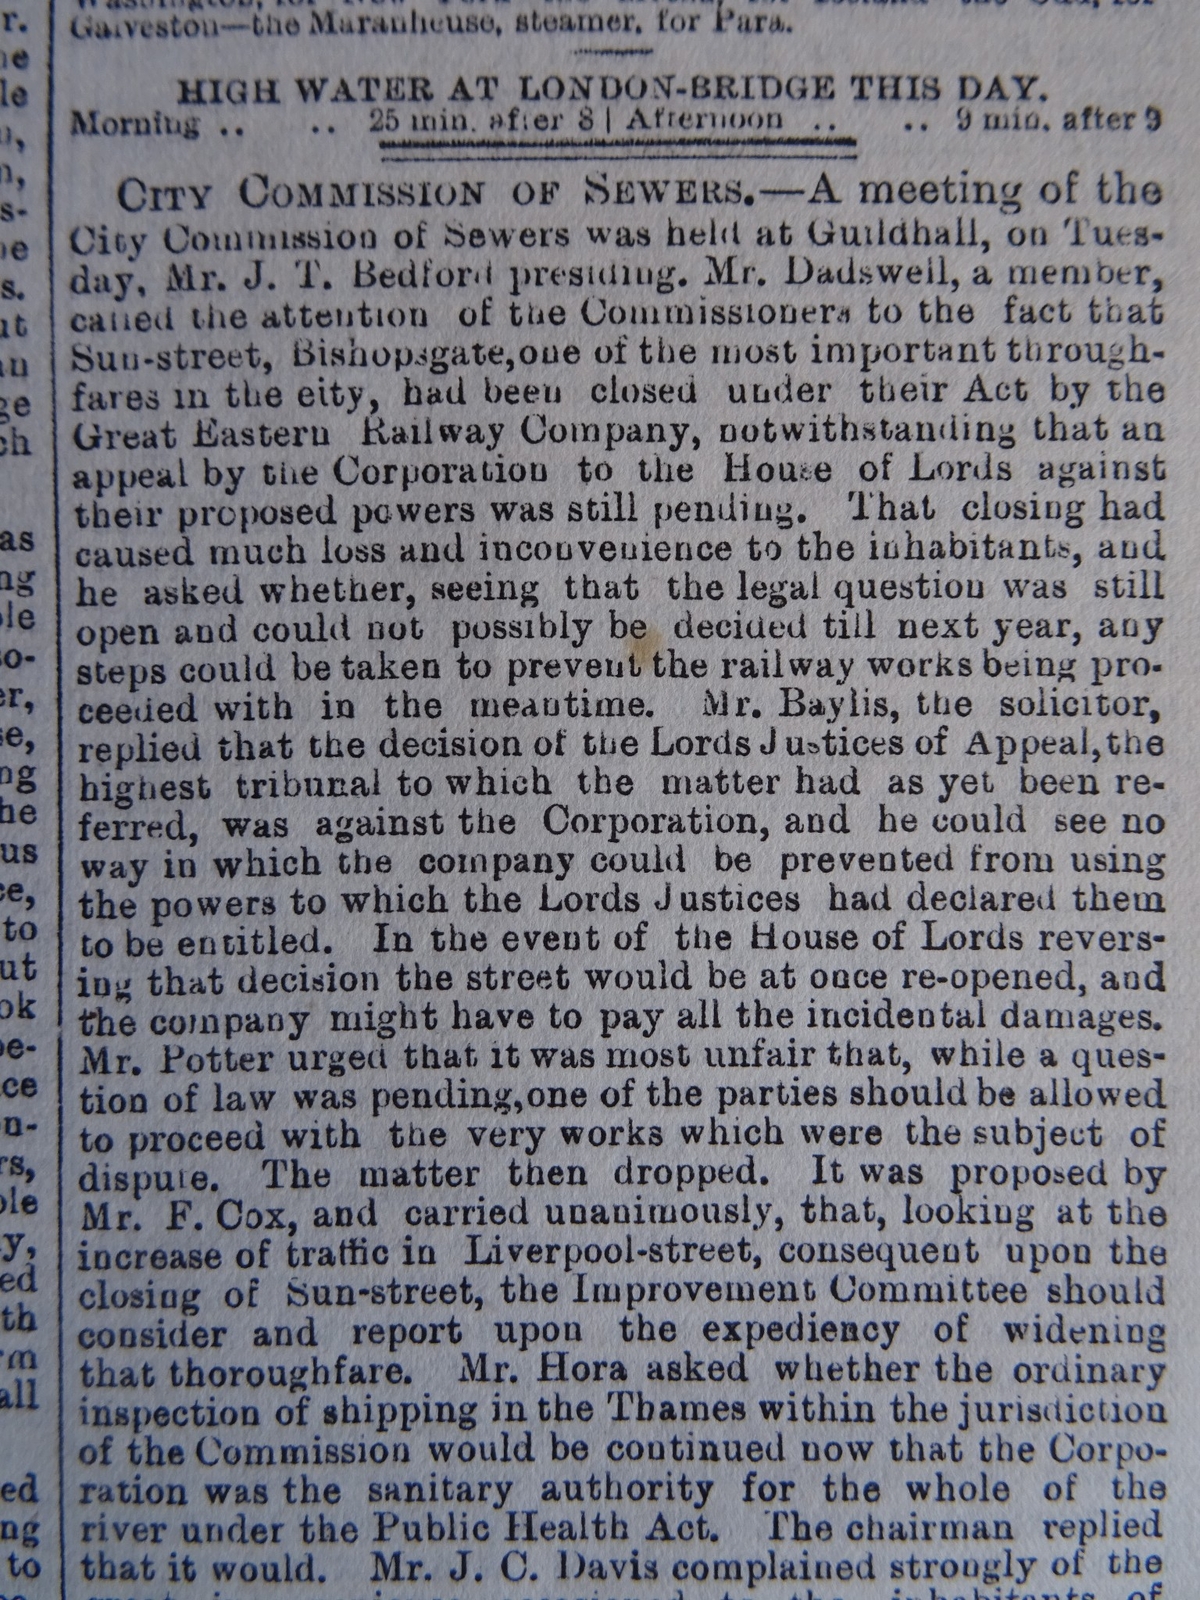 Galveston—the Maranheuse, steamer, for Para.
HIGH WATER AT LONDON-BRIDGE THIS DAY.
Morning .. .. 25 min. after 8 | Afternoon .. .. 9 min. after 9
CITY COMMISSION OF SEWERS.—A meeting of the
City Commission of Sewers was held at Guildhall, on Tues-
day, Mr. J. T. Bedford presiding. Mr. Dadswell, a member,
called the attention of the Commissioners to the fact that
Sun-street, Bishopsgate, one of the most important through-
fares in the eity, had been closed under their Act by the
Great Eastern Railway Company, notwithstanding that an
appeal by the Corporation to the House of Lords against
their proposed powers was still pending. That closing had
caused much loss and inconvenience to the inhabitants, and
he asked whether, seeing that the legal question was still
open and could not possibly be decided till next year, any
steps could be taken to prevent the railway works being pro-
ceeded with in the meantime. Mr. Baylis, the solicitor,
replied that the decision of the Lords Justices of Appeal, the
highest tribunal to which the matter had as yet been re-
ferred, was against the Corporation, and he could see no
way in which the company could be prevented from using
the powers to which the Lords Justices had declared them
to be entitled. In the event of the House of Lords revers-
ing that decision the street would be at once re-opened, and
the company might have to pay all the incidental damages.
Mr. Potter urged that it was most unfair that, while a ques-
tion of law was pending, one of the parties should be allowed
to proceed with the very works which were the subject of
dispute. The matter then dropped. It was proposed by
Mr. F. Cox, and carried unanimously, that, looking at the
increase of traffic in Liverpool-street, consequent upon the
closing of Sun-street, the Improvement Committee should
consider and report upon the expediency of widening
that thoroughfare. Mr. Hora asked whether the ordinary
inspection of shipping in the Thames within the jurisdiction
of the Commission would be continued now that the Corpo-
ration was the sanitary authority for the whole of the
river under the Public Health Act. The chairman replied
that it would. Mr. J. C. Davis complained strongly of the